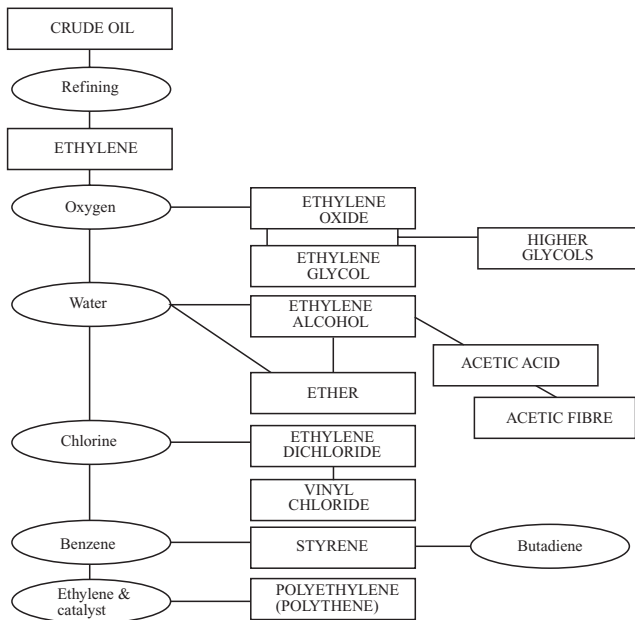 CRUDE OIL
Refining
ETHYLENE
Oxygen
ETHYLENE
OXIDE
ETHYLENE
GLYCOL
HIGHER
GLYCOLS
Water
ETHYLENE
ALCOHOL
ACETIC ACID
ETHER
ACETIC FIBRE
Chlorine
ETHYLENE
DICHLORIDE
VINYL
CHLORIDE
Benzene
STYRENE
Butadiene
Ethylene &
catalyst
POLYETHYLENE
(POLYTHENE)